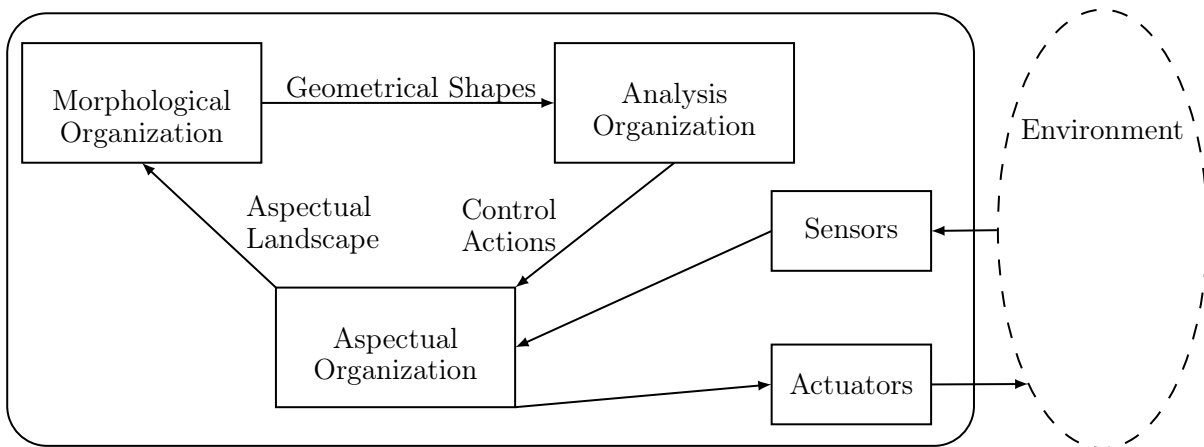 Morphological
Organization
Geometrical Shapes
Analysis
Organization
Environment
Aspectual
Landscape
Control
Actions
Sensors
Aspectual
Organization
Actuators